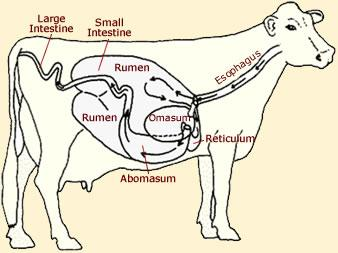 Large
Intestine
Small
Intestine
Rumen
Esophagus
Rumen
Omasum
Reticulum
Abomasum